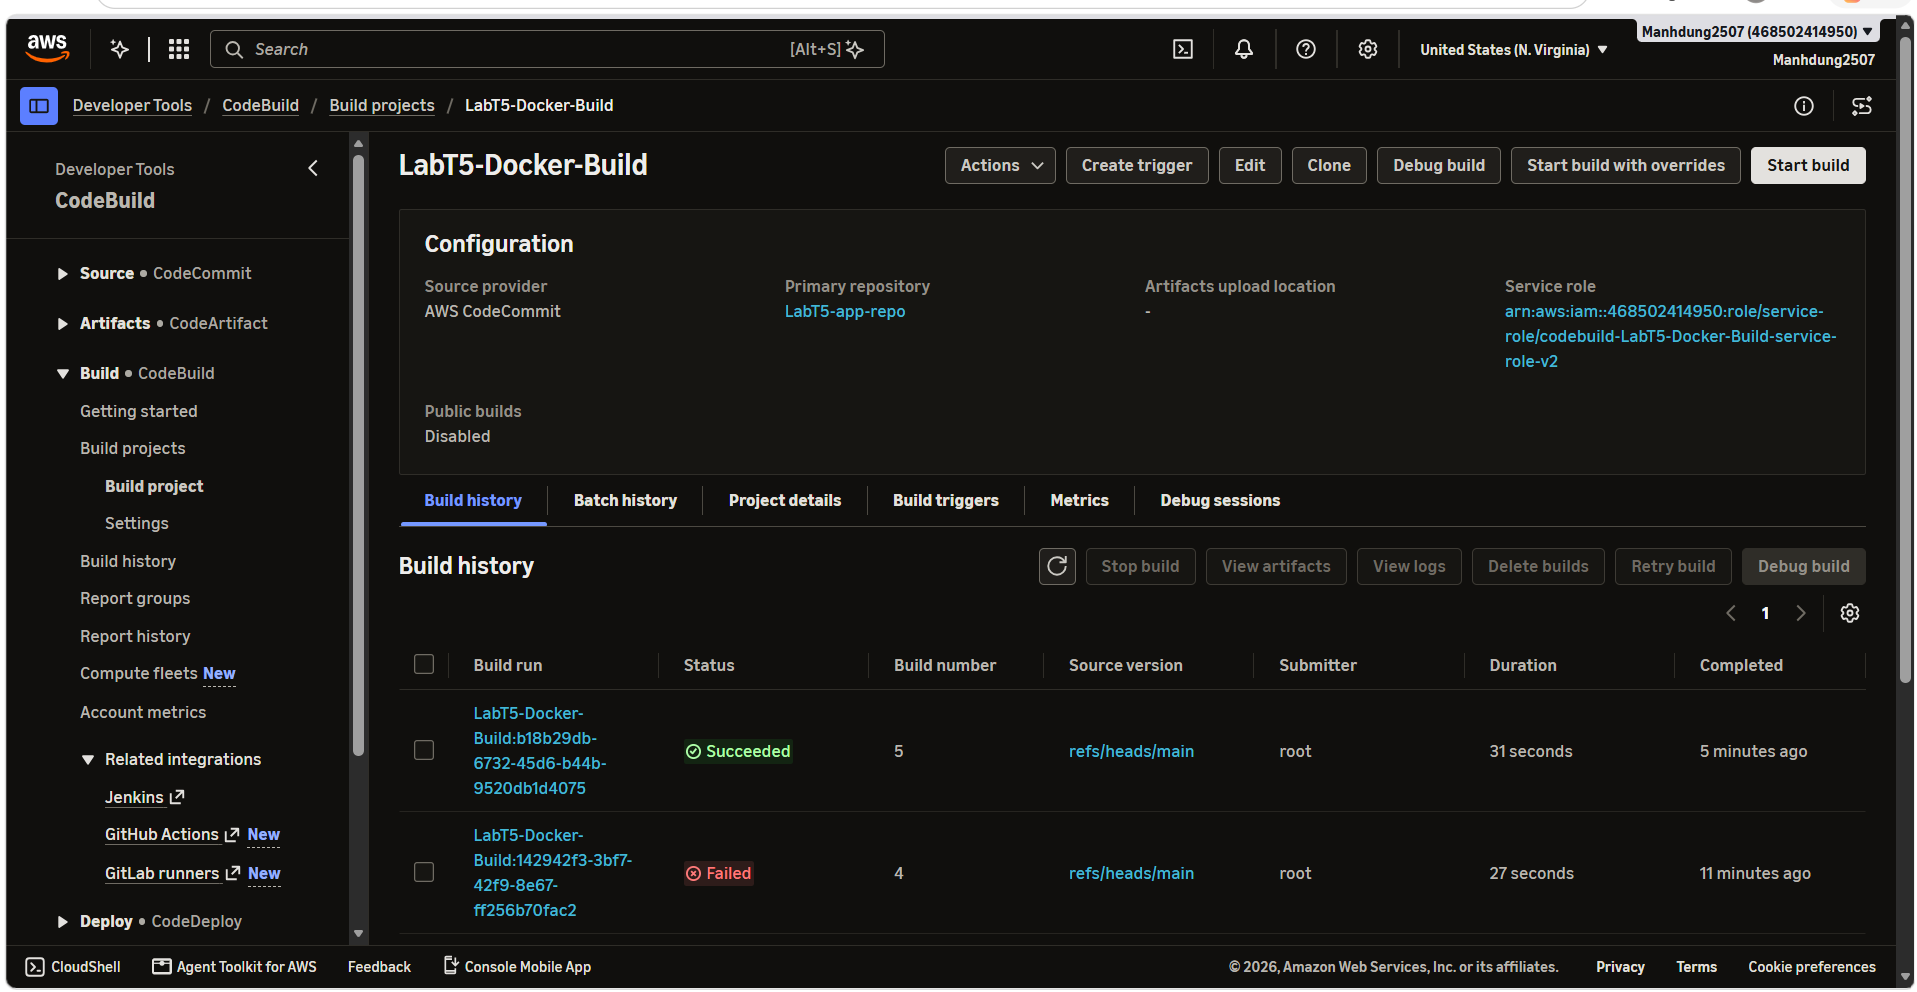 aws
Search
[Alt+S]
United States (N. Virginia)
Manhdung2507 (468502414950)
Manhdung2507
Developer Tools / CodeBuild / Build projects / LabT5-Docker-Build
Developer Tools
CodeBuild
Source • CodeCommit
Artifacts • CodeArtifact
Build • CodeBuild
Getting started
Build projects
Build project
Settings
Build history
Report groups
Report history
Compute fleets New
Account metrics
Related integrations
Jenkins
GitHub Actions New
GitLab runners New
Deploy • CodeDeploy
LabT5-Docker-Build
Actions
Create trigger
Edit
Clone
Debug build
Start build with overrides
Start build
Configuration
Source provider
AWS CodeCommit
Primary repository
LabT5-app-repo
Artifacts upload location
-
Service role
arn:aws:iam::468502414950:role/service-
role/codebuild-LabT5-Docker-Build-service-
role-v2
Public builds
Disabled
Build history
Batch history
Project details
Build triggers
Metrics
Debug sessions
Build history
Stop build
View artifacts
View logs
Delete builds
Retry build
Debug build
1
Build run
Status
Build number
Source version
Submitter
Duration
Completed
LabT5-Docker-
Build:b18b29db-
6732-45d6-b44b-
9520db1d4075
Succeeded
5
refs/heads/main
root
31 seconds
5 minutes ago
LabT5-Docker-
Build:142942f3-3bf7-
42f9-8e67-
ff256b70fac2
Failed
4
refs/heads/main
root
27 seconds
11 minutes ago
CloudShell
Agent Toolkit for AWS
Feedback
Console Mobile App
© 2026, Amazon Web Services, Inc. or its affiliates.
Privacy
Terms
Cookie preferences